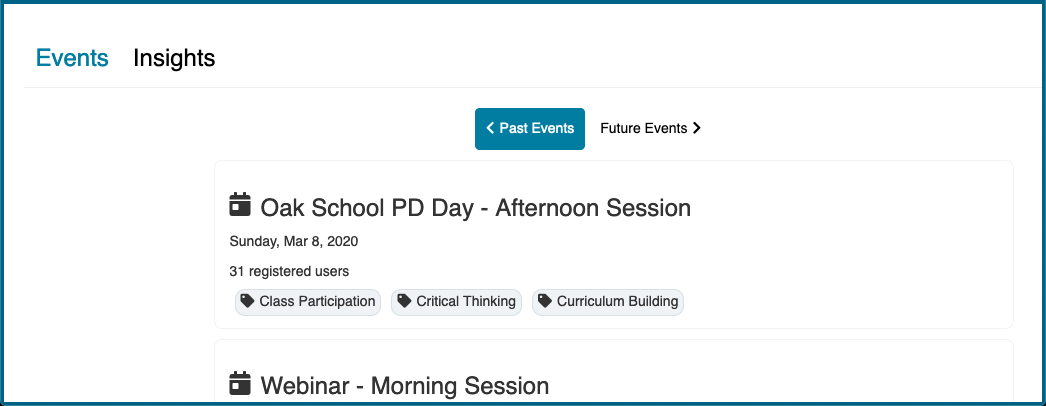 Events Insights
Past Events Future Events
Oak School PD Day - Afternoon Session
Sunday, Mar 8, 2020
31 registered users
Class Participation Critical Thinking Curriculum Building
Webinar - Morning Session